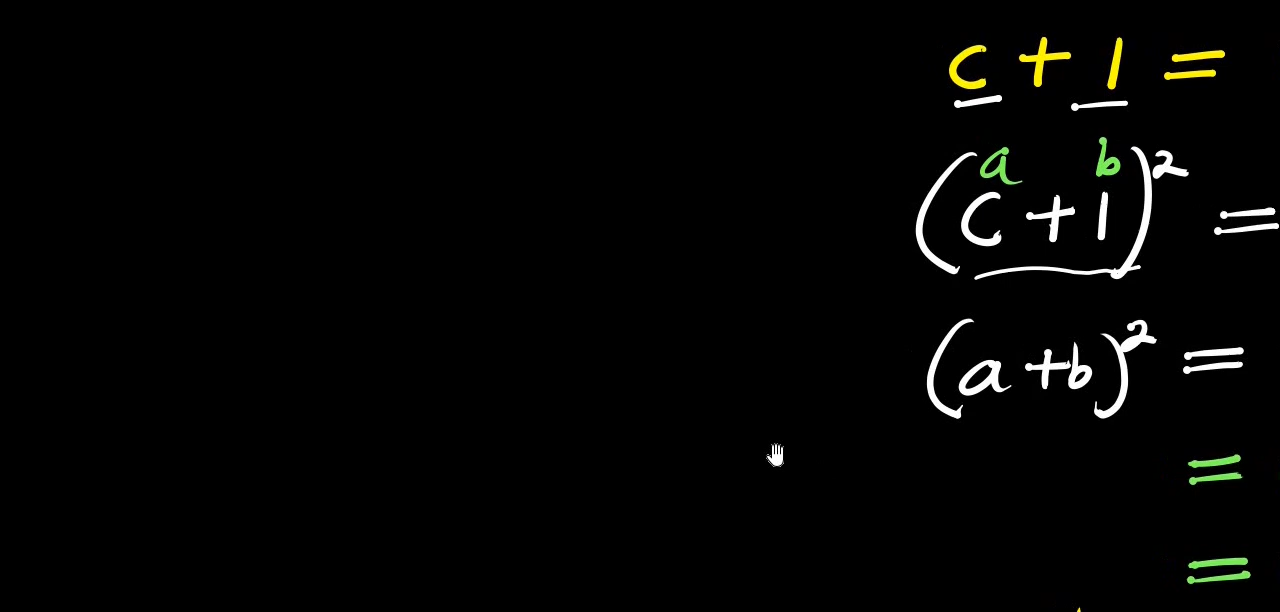 c + 1 =
a b
(c + 1)² =
(a + b)² =
=
=